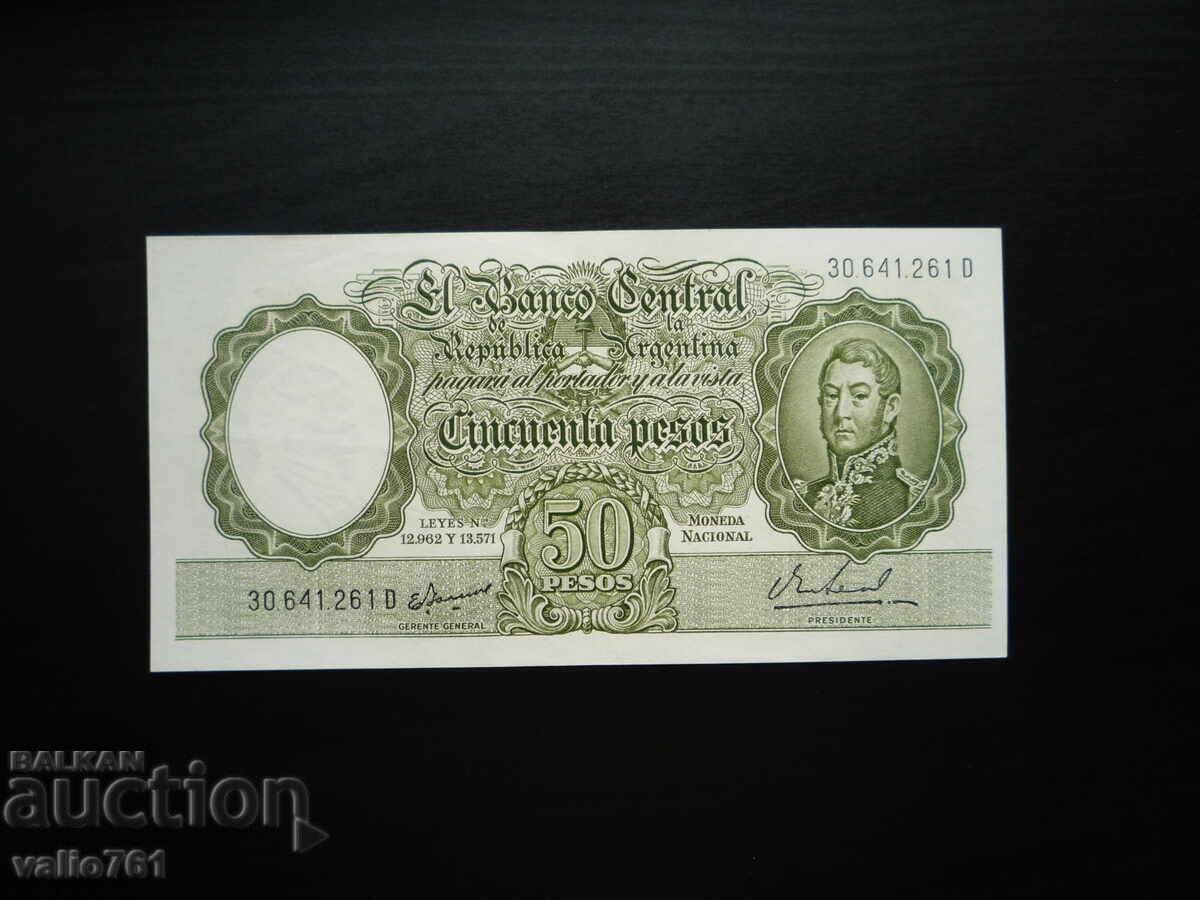 30.641.261 D
El Banco Central
de la
República Argentina
pagará al portador y a la vista
Cincuenta pesos
LEYES Nos
12.962 Y 13.571
50
PESOS
MONEDA
NACIONAL
30.641.261 D
GERENTE GENERAL
PRESIDENTE
BALKAN
auction
valio761